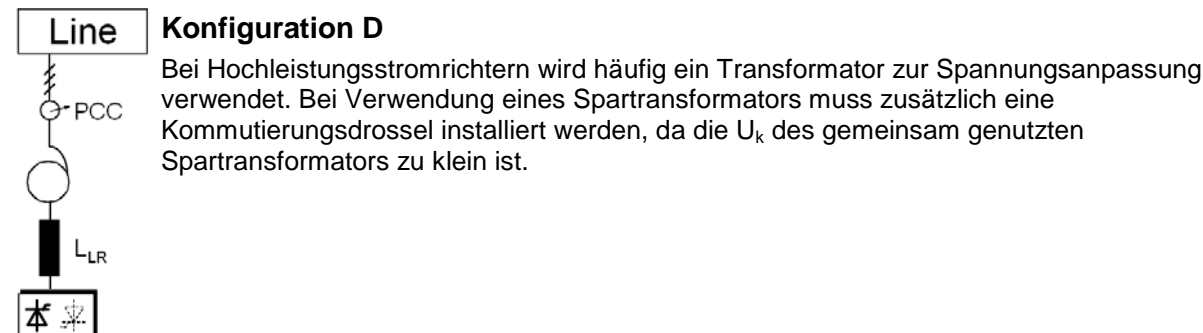 Line
Konfiguration D
Bei Hochleistungsstromrichtern wird häufig ein Transformator zur Spannungsanpassung
verwendet. Bei Verwendung eines Spartransformators muss zusätzlich eine
Kommutierungsdrossel installiert werden, da die Uk des gemeinsam genutzten
Spartransformators zu klein ist.
PCC
LLR